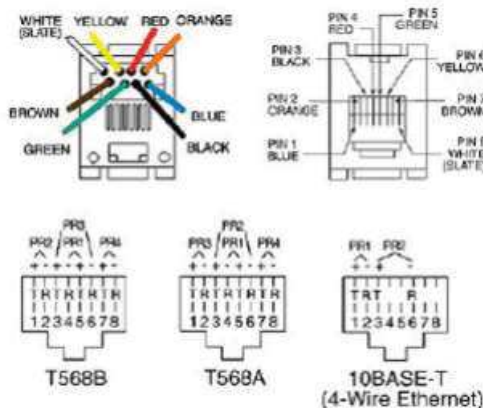 WHITE (SLATE)
YELLOW
RED
ORANGE
BROWN
BLUE
GREEN
BLACK
PIN 4 RED
PIN 5 GREEN
PIN 3 BLACK
PIN 6 YELLOW
PIN 2 ORANGE
PIN 7 BROWN
PIN 1 BLUE
PIN 8 WHITE (SLATE)
PR3
PR2 PR1 PR4
+ - + - + - + -
T R T R T R T R
1 2 3 4 5 6 7 8
T568B
PR2
PR3 PR1 PR4
+ - + - + - + -
T R T R T R T R
1 2 3 4 5 6 7 8
T568A
PR1 PR2
+ - + -
T R T R
1 2 3 4 5 6 7 8
10BASE-T
(4-Wire Ethernet)